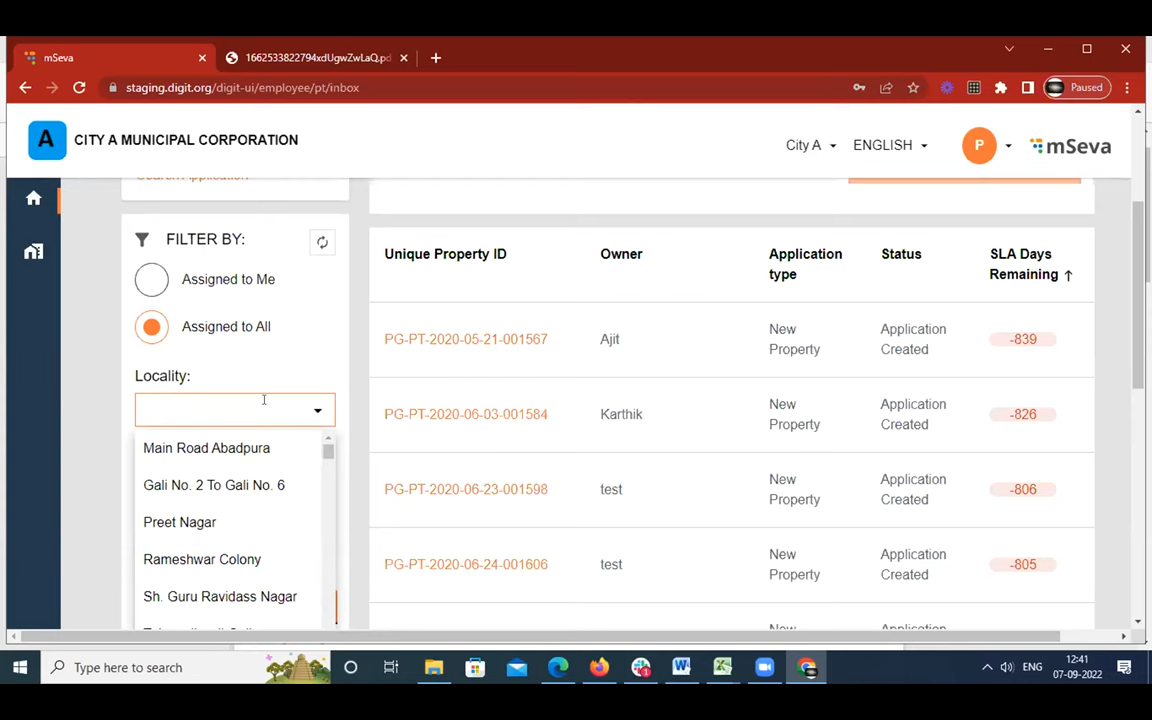 mSeva
1662533822794xdUgwZwLaQ.pd
staging.digit.org/digit-ui/employee/pt/inbox
Paused
A CITY A MUNICIPAL CORPORATION
City A ENGLISH P mSeva
Search Application
FILTER BY:
Assigned to Me
Assigned to All
Locality:
Main Road Abadpura
Gali No. 2 To Gali No. 6
Preet Nagar
Rameshwar Colony
Sh. Guru Ravidass Nagar
Unique Property ID Owner Application type Status SLA Days Remaining ↑
PG-PT-2020-05-21-001567 Ajit New Property Application Created -839
PG-PT-2020-06-03-001584 Karthik New Property Application Created -826
PG-PT-2020-06-23-001598 test New Property Application Created -806
PG-PT-2020-06-24-001606 test New Property Application Created -805
New Application
Type here to search
ENG
12:41
07-09-2022